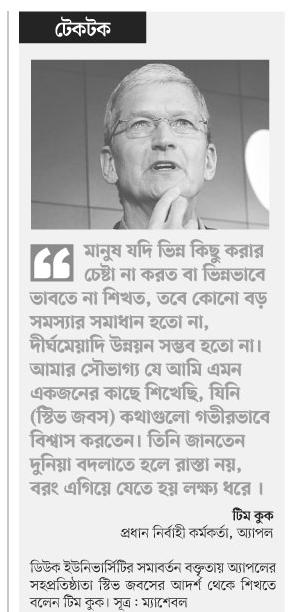 টেকটক
মানুষ যদি ভিন্ন কিছু করার
চেষ্টা না করত বা ভিন্নভাবে
ভাবতে না শিখত, তবে কোনো বড়
সমস্যার সমাধান হতো না,
দীর্ঘমেয়াদি উন্নয়ন সম্ভব হতো না।
আমার সৌভাগ্য যে আমি এমন
একজনের কাছে শিখেছি, যিনি
(স্টিভ জবস) কথাগুলো গভীরভাবে
বিশ্বাস করতেন। তিনি জানতেন
দুনিয়া বদলাতে হলে রাস্তা নয়,
বরং এগিয়ে যেতে হয় লক্ষ্য ধরে ।
টিম কুক
প্রধান নির্বাহী কর্মকর্তা, অ্যাপল
ডিউক ইউনিভার্সিটির সমাবর্তন বক্তৃতায় অ্যাপলের
সহপ্রতিষ্ঠাতা স্টিভ জবসের আদর্শ থেকে শিখতে
বলেন টিম কুক। সূত্র : ম্যাশেবল